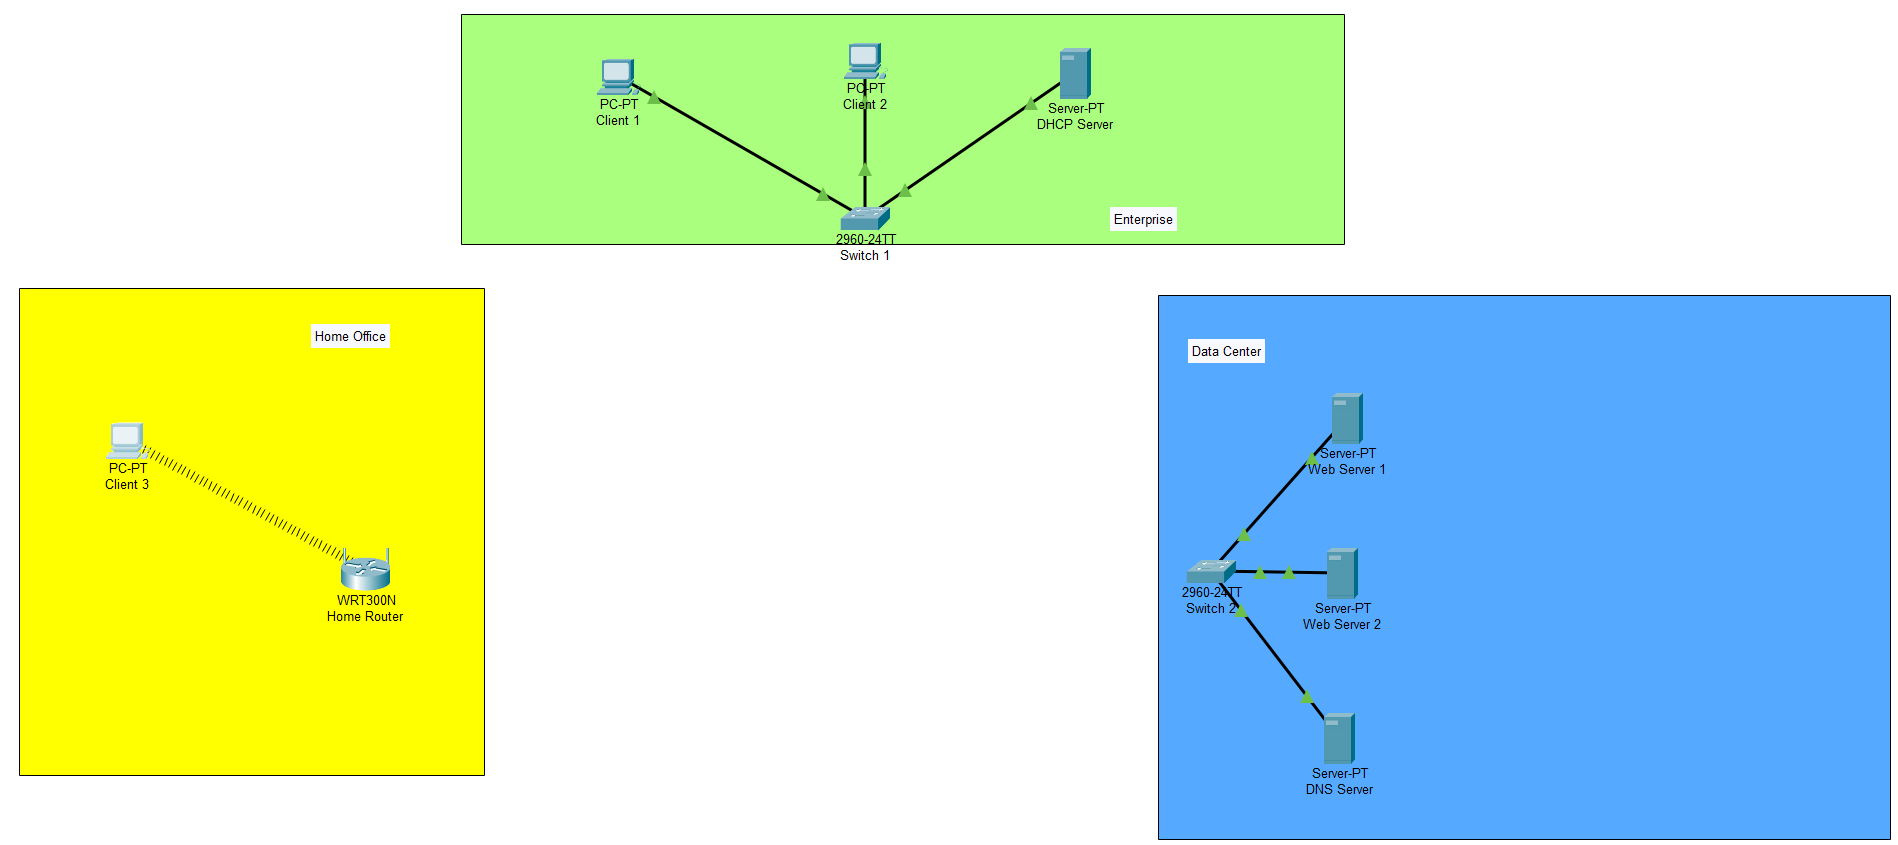 PC-PT
Client 1
PC-PT
Client 2
Server-PT
DHCP Server
Enterprise
2960-24TT
Switch 1
Home Office
PC-PT
Client 3
WRT300N
Home Router
Data Center
Server-PT
Web Server 1
2960-24TT
Switch 2
Server-PT
Web Server 2
Server-PT
DNS Server